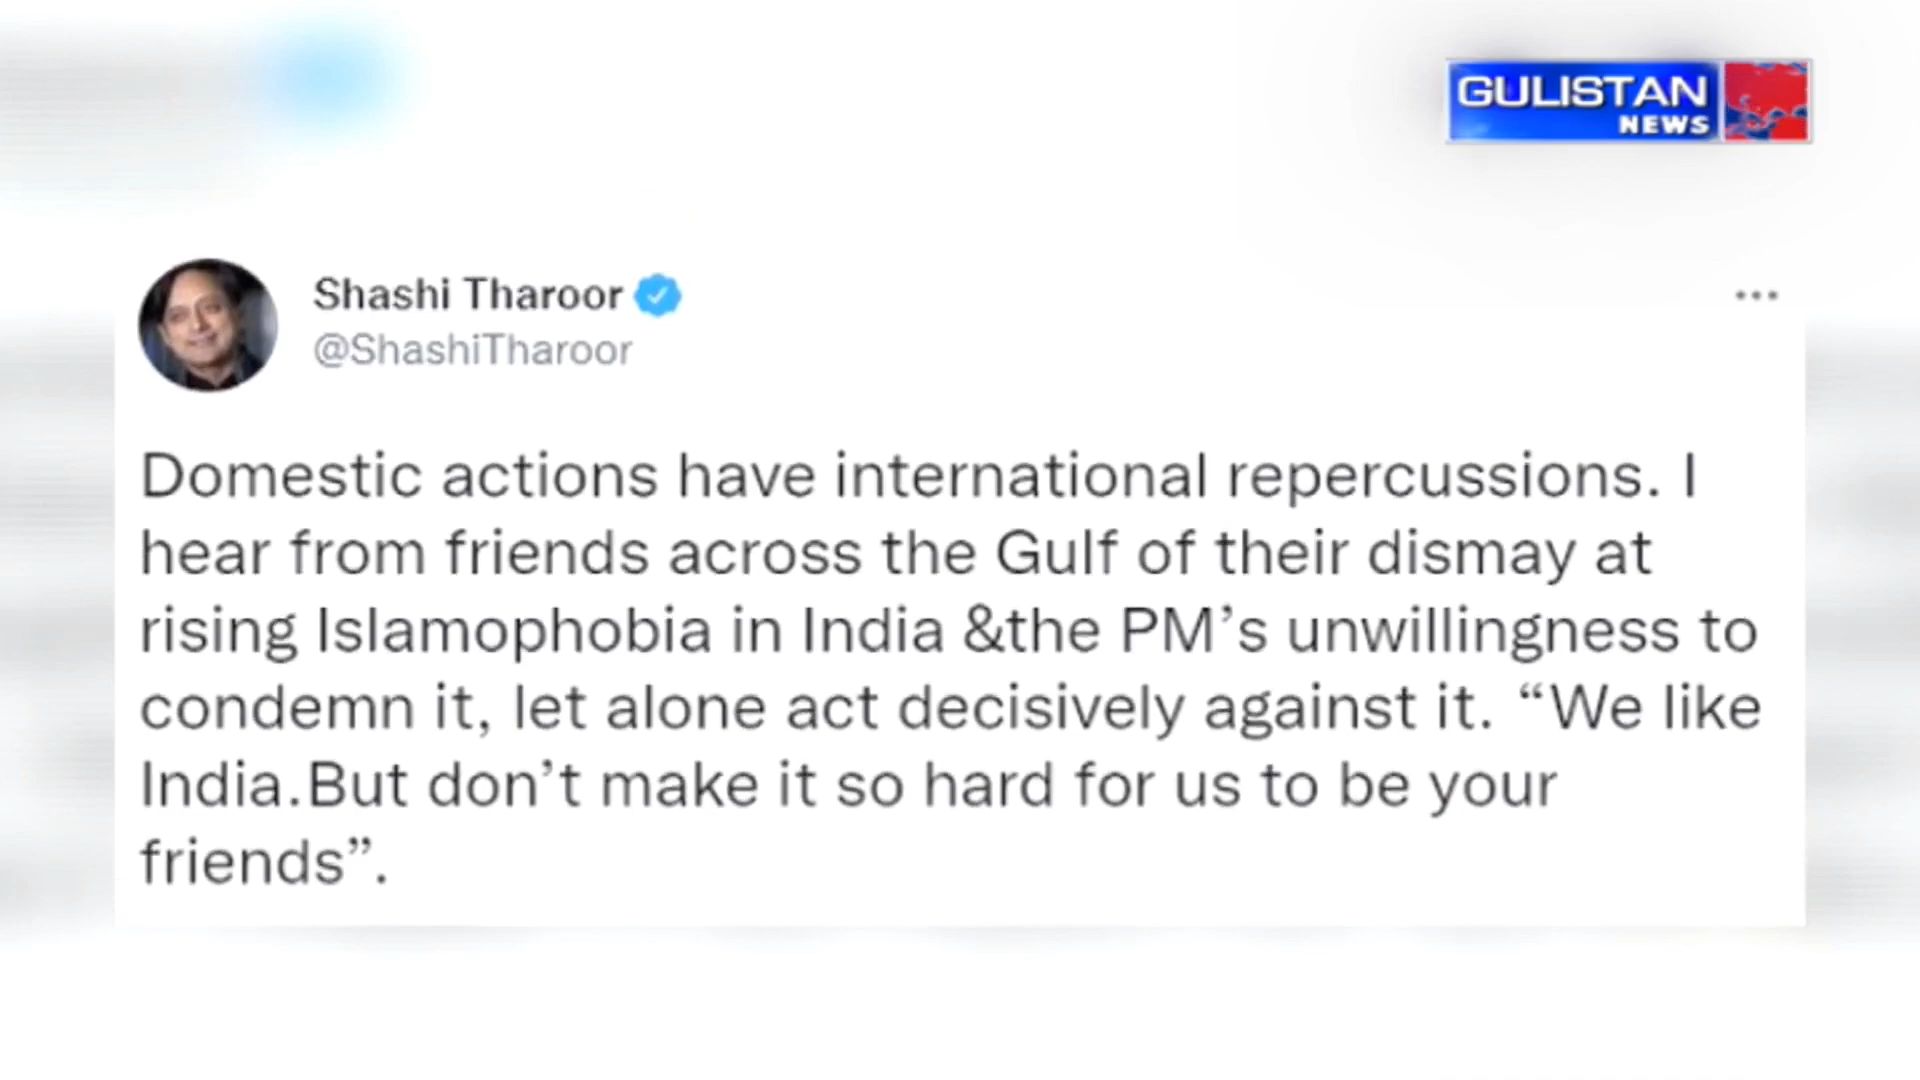 GULISTAN
NEWS
Shashi Tharoor
@ShashiTharoor
Domestic actions have international repercussions. I
hear from friends across the Gulf of their dismay at
rising Islamophobia in India &the PM’s unwillingness to
condemn it, let alone act decisively against it. “We like
India.But don’t make it so hard for us to be your
friends”.